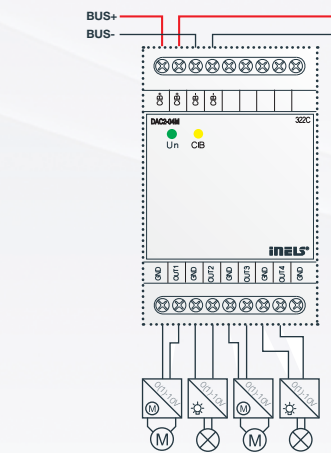 BUS+
BUS-
CIB+ CIB+ CIB- CIB-
DAC2-04M 322C
Un CIB
iNELS®
GND OUT1 GND OUT2 GND OUT3 GND OUT4 GND
0(1)-10V 0(1)-10V 0(1)-10V 0(1)-10V
M M
M M